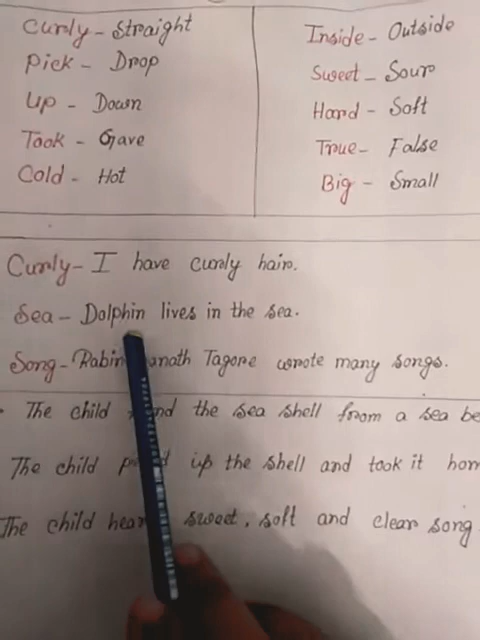 Curly - Straight
Pick - Drop
Up - Down
Took - Gave
Cold - Hot
Inside - Outside
Sweet - Sour
Hard - Soft
True - False
Big - Small
Curly - I have curly hair.
Sea - Dolphin lives in the sea.
Song - Tagore wrote many songs.
The child the sea shell from a sea
The child up the shell and took it
The child sweet, soft and clear song